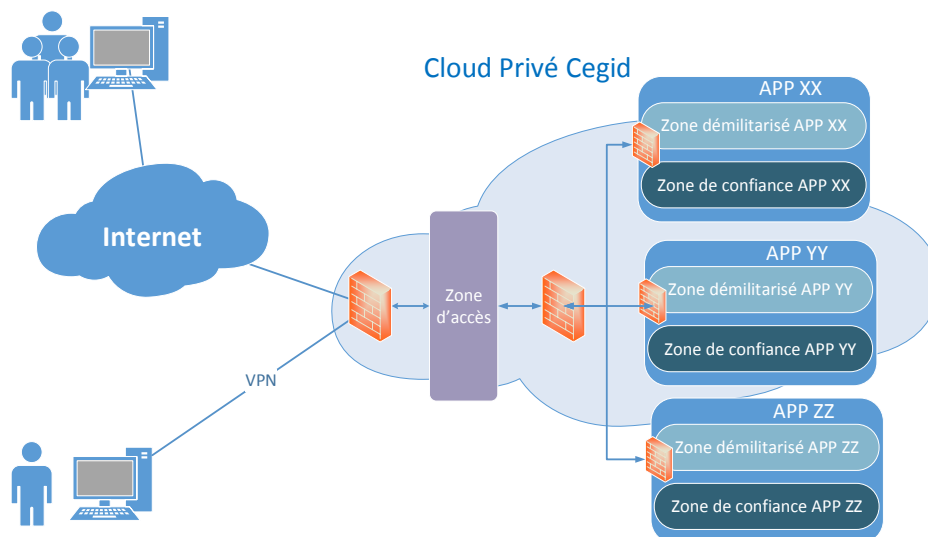 Cloud Privé Cegid
APP XX
Zone démilitarisé APP XX
Zone de confiance APP XX
Internet
APP YY
Zone démilitarisé APP YY
Zone de confiance APP YY
Zone
d'accès
VPN
APP ZZ
Zone démilitarisé APP ZZ
Zone de confiance APP ZZ